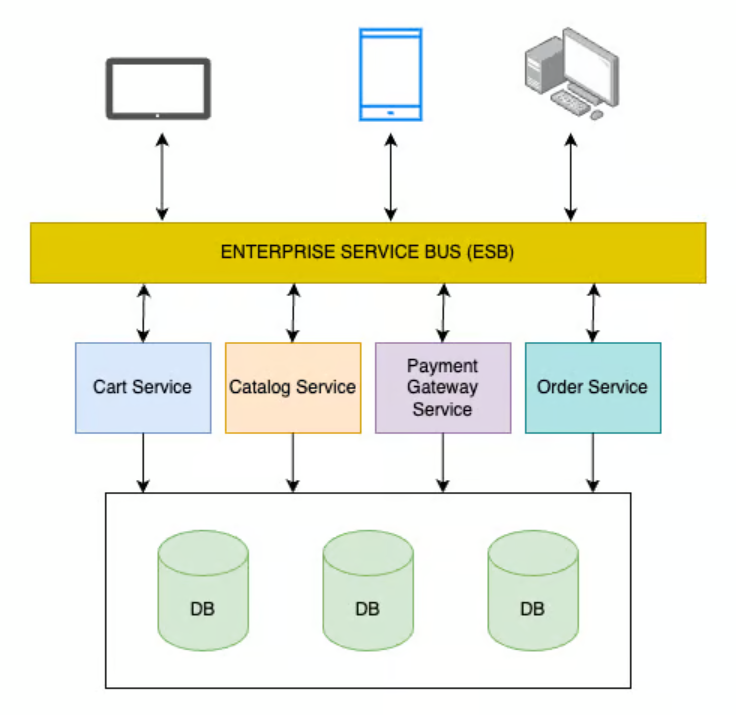 ENTERPRISE SERVICE BUS (ESB)
Cart Service
Catalog Service
Payment
Gateway
Service
Order Service
DB
DB
DB